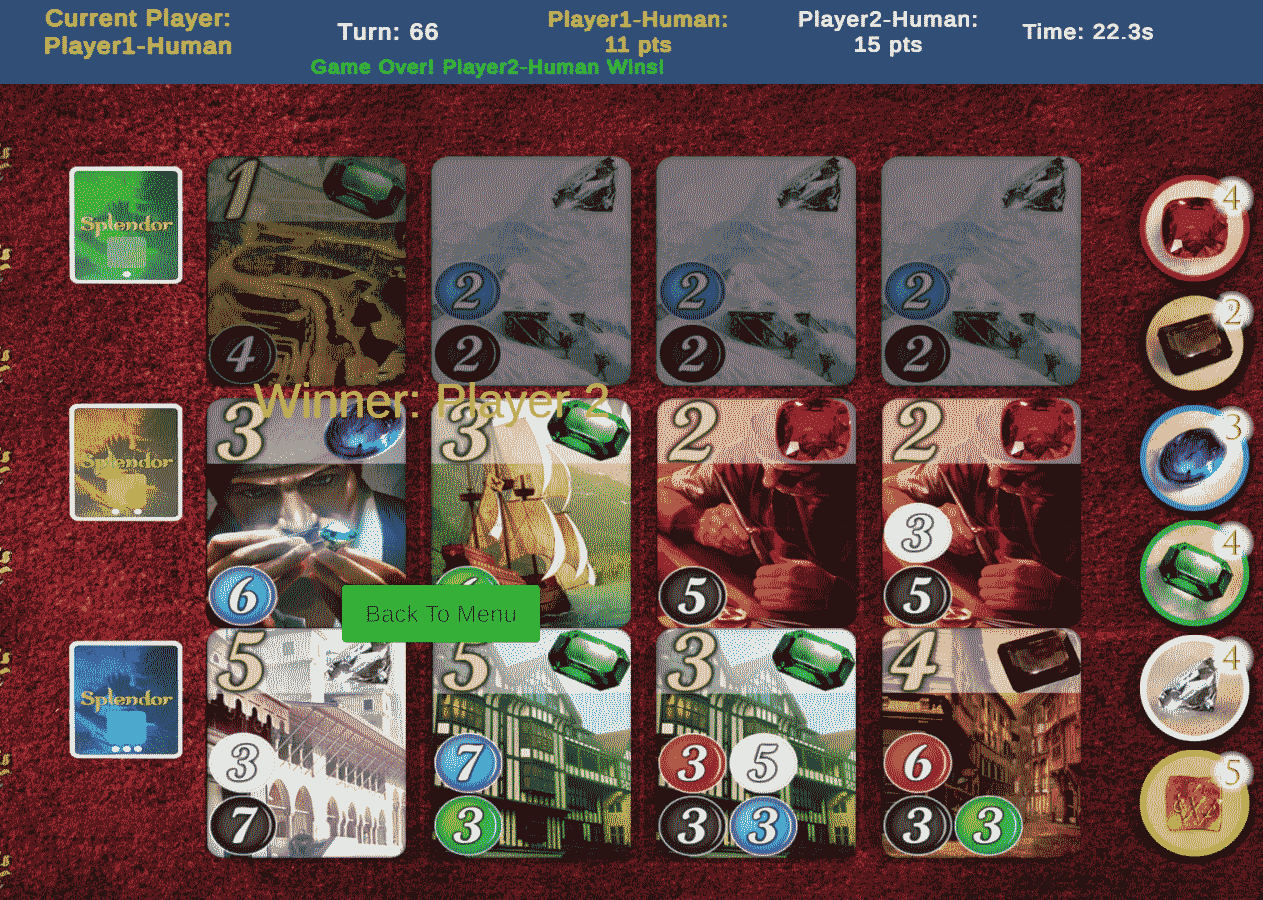 Current Player:
Player1-Human
Turn: 66
Player1-Human:
11 pts
Player2-Human:
15 pts
Time: 22.3s
Game Over! Player2-Human Wins!
Splendor
1
4
2
2
2
2
2
2
4
2
Winner: Player 2
Splendor
3
6
3
2
5
2
3
5
3
4
Back To Menu
Splendor
5
3
7
5
7
3
3
3
5
3
3
4
6
3
3
4
5